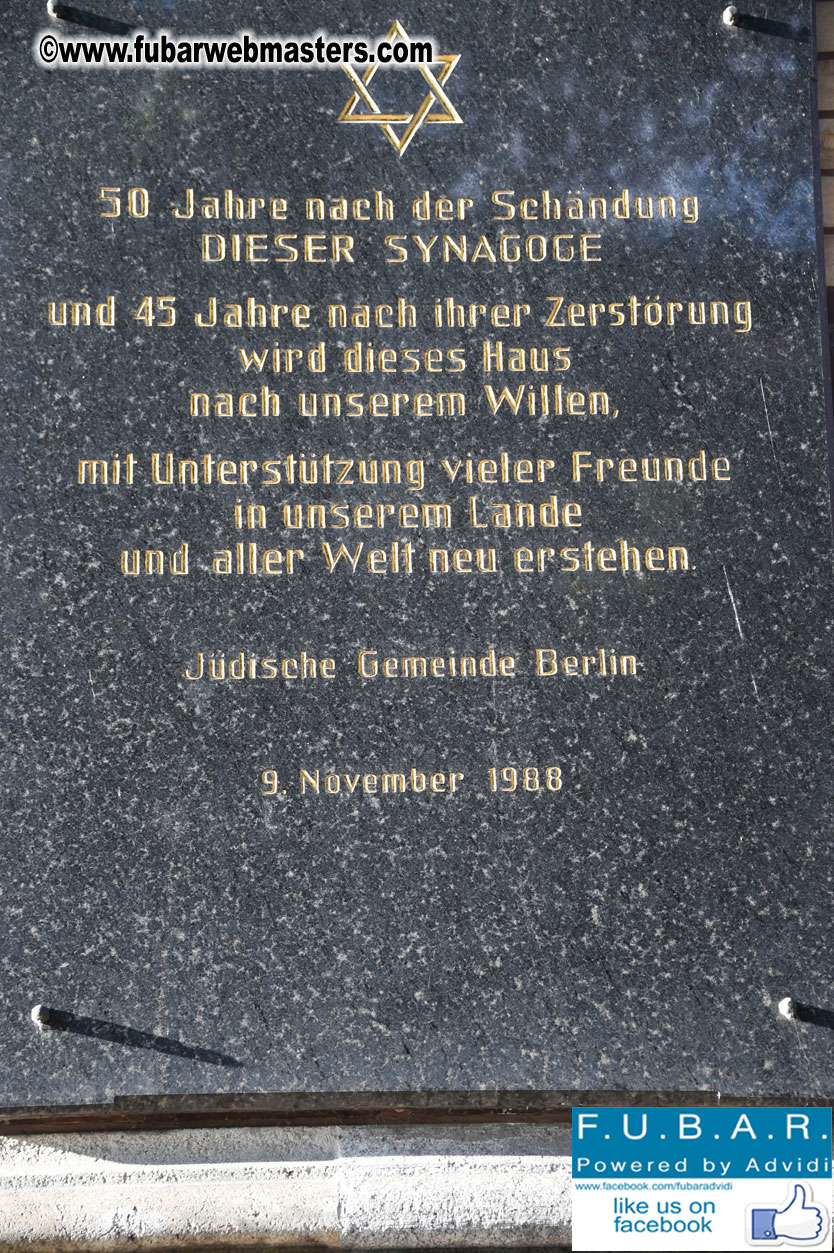 ©www.fubarwebmasters.com
50 Jahre nach der Schändung
DIESER SYNAGOGE
und 45 Jahre nach ihrer Zerstörung
wird dieses Haus
nach unserem Willen,
mit Unterstützung vieler Freunde
in unserem Lande
und aller Welt neu erstehen.
Jüdische Gemeinde Berlin
9. November 1988
F.U.B.A.R.
Powered by Advidi
www.facebook.com/fubaradvidi
like us on
facebook